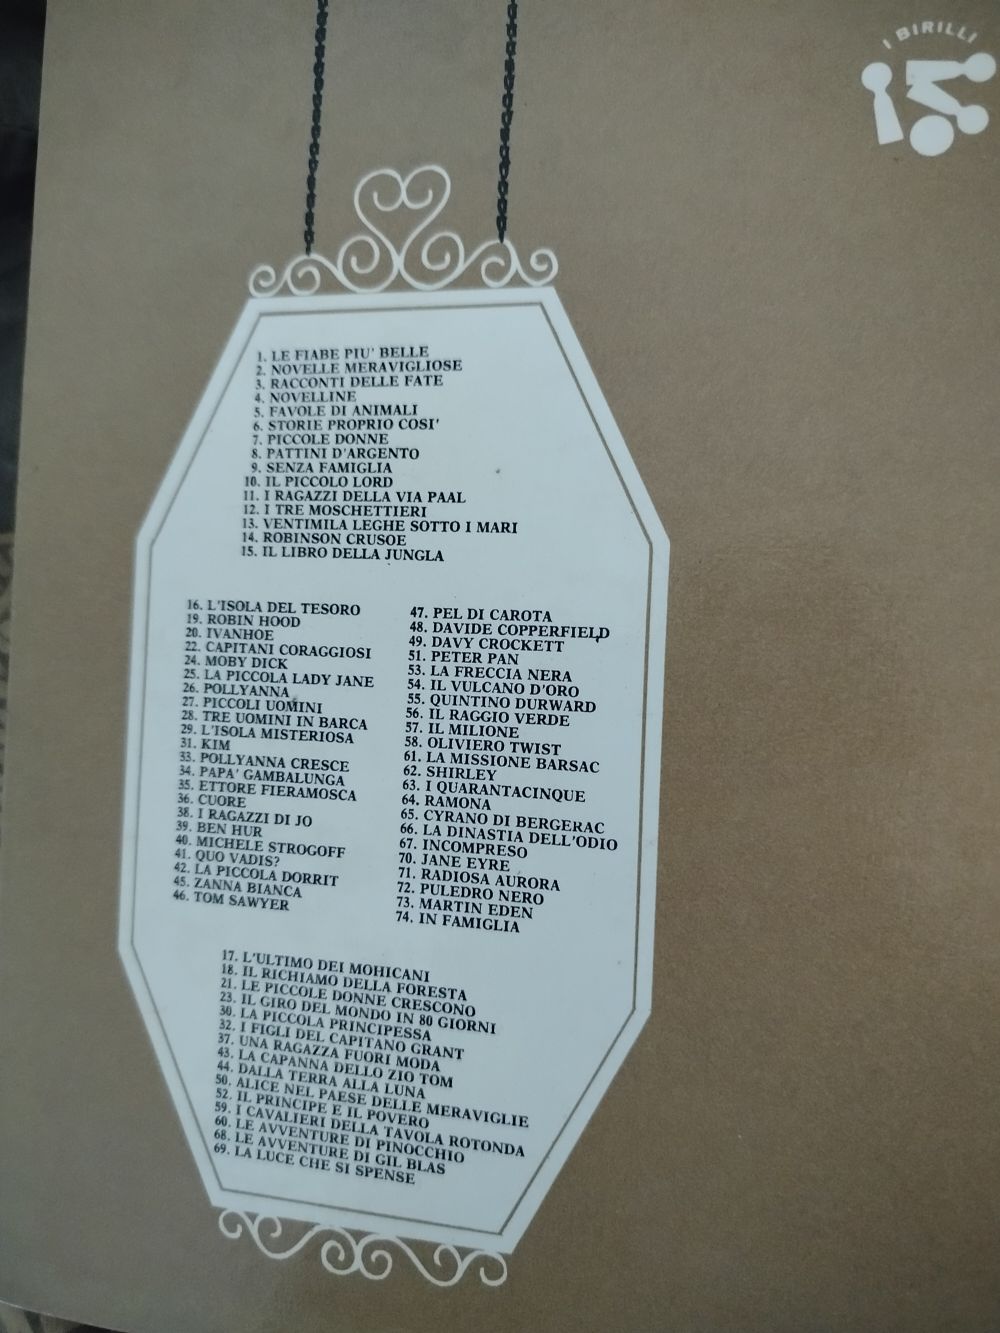 I BIRILLI
1. LE FIABE PIU' BELLE
2. NOVELLE MERAVIGLIOSE
3. RACCONTI DELLE FATE
4. NOVELLINE
5. FAVOLE DI ANIMALI
6. STORIE PROPRIO COSI'
7. PICCOLE DONNE
8. PATTINI D'ARGENTO
9. SENZA FAMIGLIA
10. IL PICCOLO LORD
11. I RAGAZZI DELLA VIA PAAL
12. I TRE MOSCHETTIERI
13. VENTIMILA LEGHE SOTTO I MARI
14. ROBINSON CRUSOE
15. IL LIBRO DELLA JUNGLA
16. L'ISOLA DEL TESORO
19. ROBIN HOOD
20. IVANHOE
22. CAPITANI CORAGGIOSI
24. MOBY DICK
25. LA PICCOLA LADY JANE
26. POLLYANNA
27. PICCOLI UOMINI
28. TRE UOMINI IN BARCA
29. L'ISOLA MISTERIOSA
31. KIM
33. POLLYANNA CRESCE
34. PAPA' GAMBALUNGA
35. ETTORE FIERAMOSCA
36. CUORE
38. I RAGAZZI DI JO
39. BEN HUR
40. MICHELE STROGOFF
41. QUO VADIS?
42. LA PICCOLA DORRIT
45. ZANNA BIANCA
46. TOM SAWYER
47. PEL DI CAROTA
48. DAVIDE COPPERFIELD
49. DAVY CROCKETT
51. PETER PAN
53. LA FRECCIA NERA
54. IL VULCANO D'ORO
55. QUINTINO DURWARD
56. IL RAGGIO VERDE
57. IL MILIONE
58. OLIVIERO TWIST
61. LA MISSIONE BARSAC
62. SHIRLEY
63. I QUARANTACINQUE
64. RAMONA
65. CYRANO DI BERGERAC
66. LA DINASTIA DELL'ODIO
67. INCOMPRESO
70. JANE EYRE
71. RADIOSA AURORA
72. PULEDRO NERO
73. MARTIN EDEN
74. IN FAMIGLIA
17. L'ULTIMO DEI MOHICANI
18. IL RICHIAMO DELLA FORESTA
21. LE PICCOLE DONNE CRESCONO
23. IL GIRO DEL MONDO IN 80 GIORNI
30. LA PICCOLA PRINCIPESSA
32. I FIGLI DEL CAPITANO GRANT
37. UNA RAGAZZA FUORI MODA
43. LA CAPANNA DELLO ZIO TOM
44. DALLA TERRA ALLA LUNA
50. ALICE NEL PAESE DELLE MERAVIGLIE
52. IL PRINCIPE E IL POVERO
59. I CAVALIERI DELLA TAVOLA ROTONDA
60. LE AVVENTURE DI PINOCCHIO
68. LE AVVENTURE DI GIL BLAS
69. LA LUCE CHE SI SPENSE